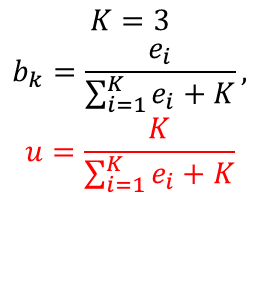 K = 3
b_k = e_i / (∑_{i=1}^{K} e_i + K),
u = K / (∑_{i=1}^{K} e_i + K)